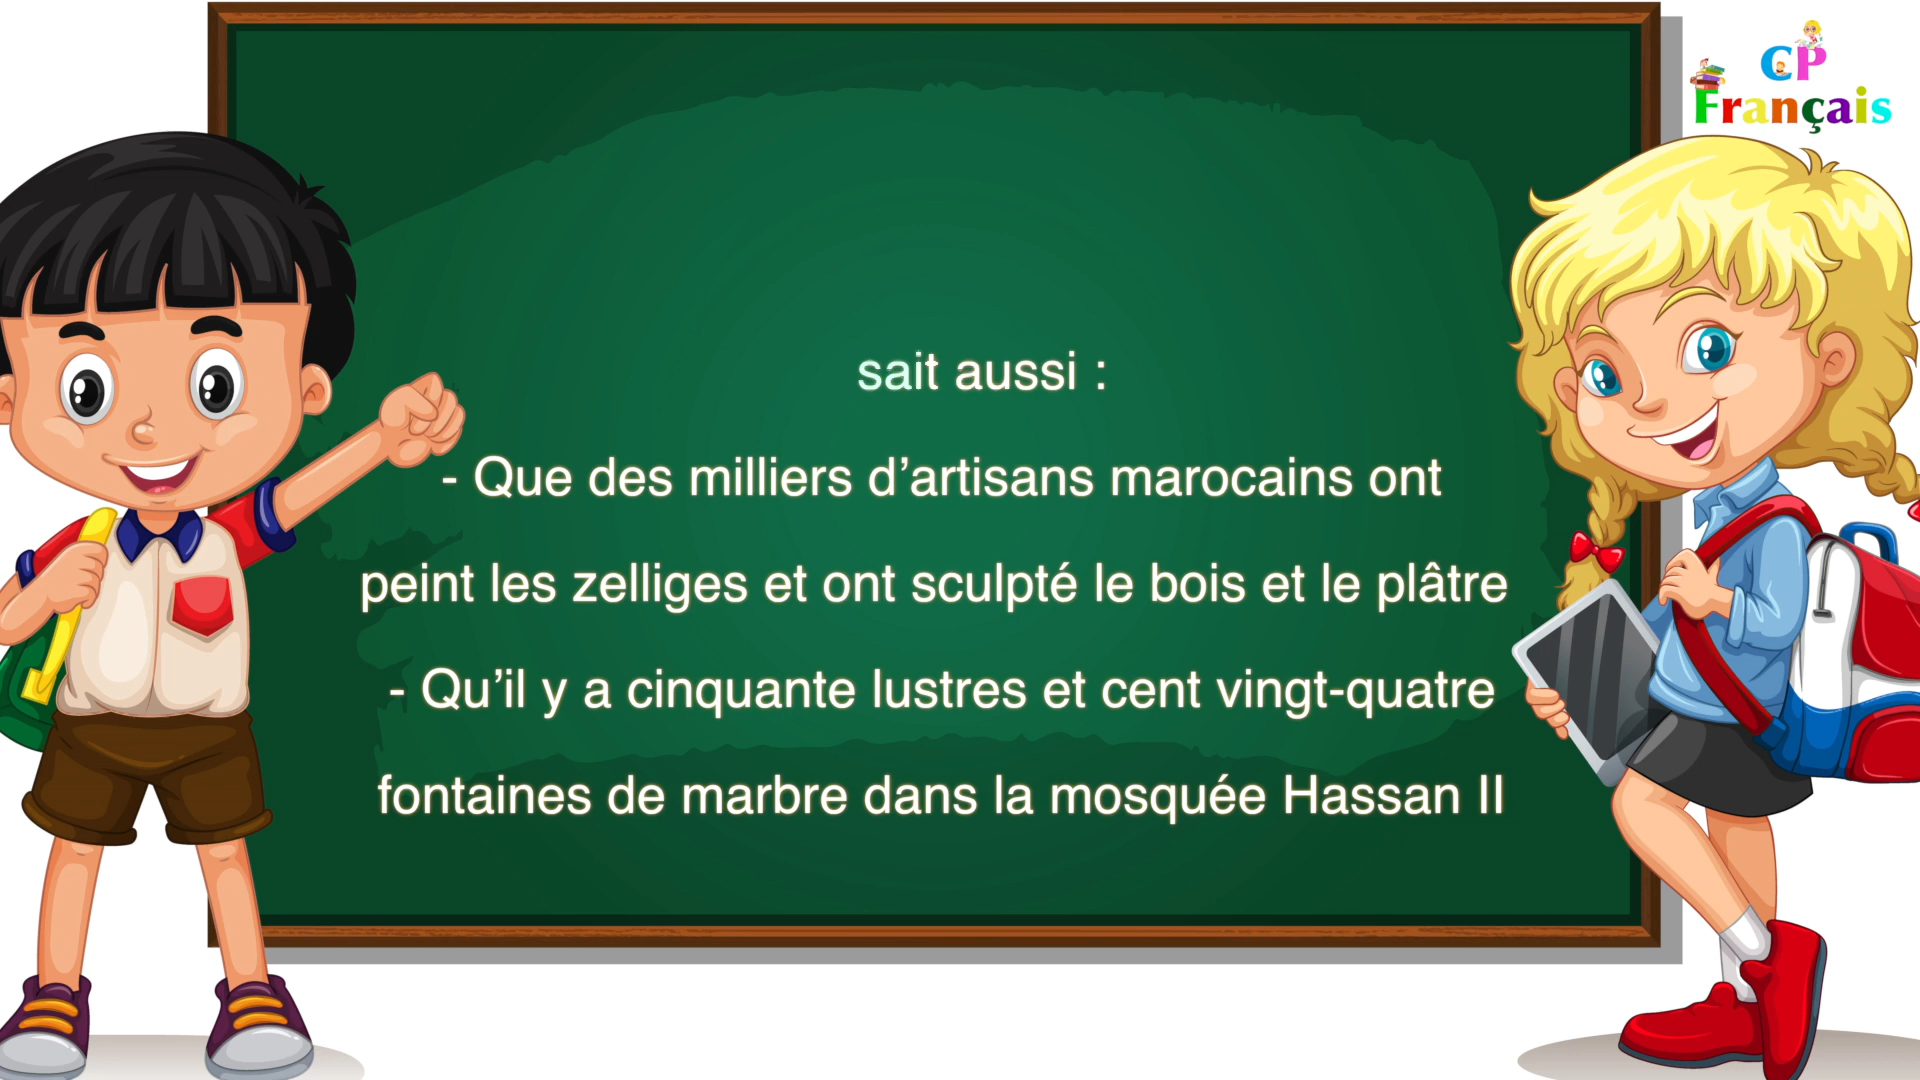 CP
Français
sait aussi :
- Que des milliers d’artisans marocains ont
peint les zelliges et ont sculpté le bois et le plâtre
- Qu’il y a cinquante lustres et cent vingt-quatre
fontaines de marbre dans la mosquée Hassan II